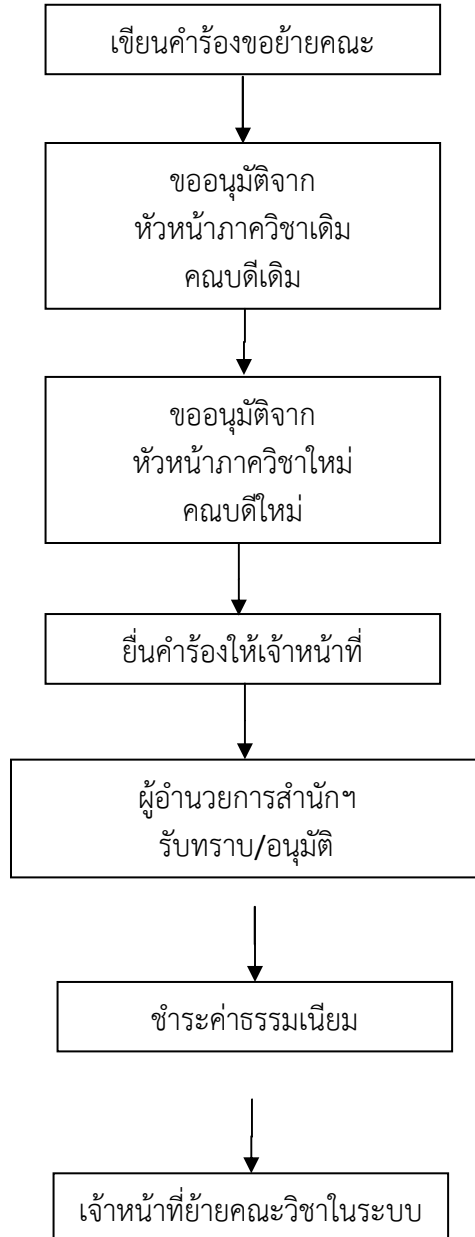 เขียนคำร้องขอย้ายคณะ
ขออนุมัติจาก
หัวหน้าภาควิชาเดิม
คณบดีเดิม
ขออนุมัติจาก
หัวหน้าภาควิชาใหม่
คณบดีใหม่
ยื่นคำร้องให้เจ้าหน้าที่
ผู้อำนวยการสำนักฯ
รับทราบ/อนุมัติ
ชำระค่าธรรมเนียม
เจ้าหน้าที่ย้ายคณะวิชาในระบบ